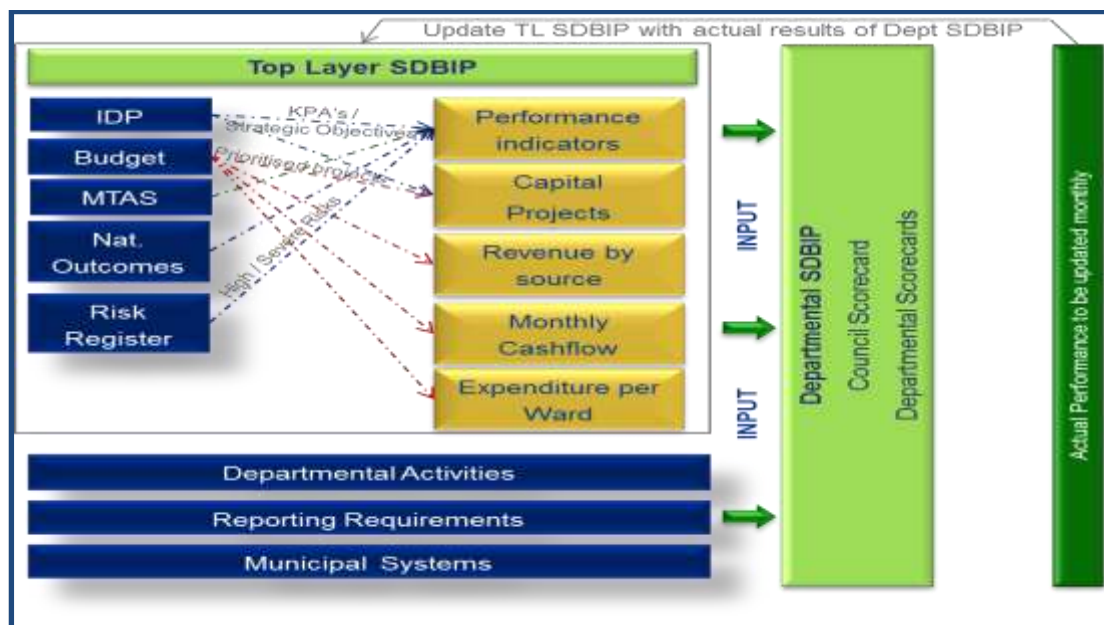 Update TL SDBIP with actual results of Dept SDBIP
Top Layer SDBIP
IDP
Budget
MTAS
Nat.
Outcomes
Risk
Register
KPA's /
Strategic Objectives
Prioritised projects
High / Severe Risks
Performance
indicators
Capital
Projects
Revenue by
source
Monthly
Cashflow
Expenditure per
Ward
INPUT
INPUT
Departmental SDBIP
Council Scorecard
Departmental Scorecards
Actual Performance to be updated monthly
Departmental Activities
Reporting Requirements
Municipal Systems